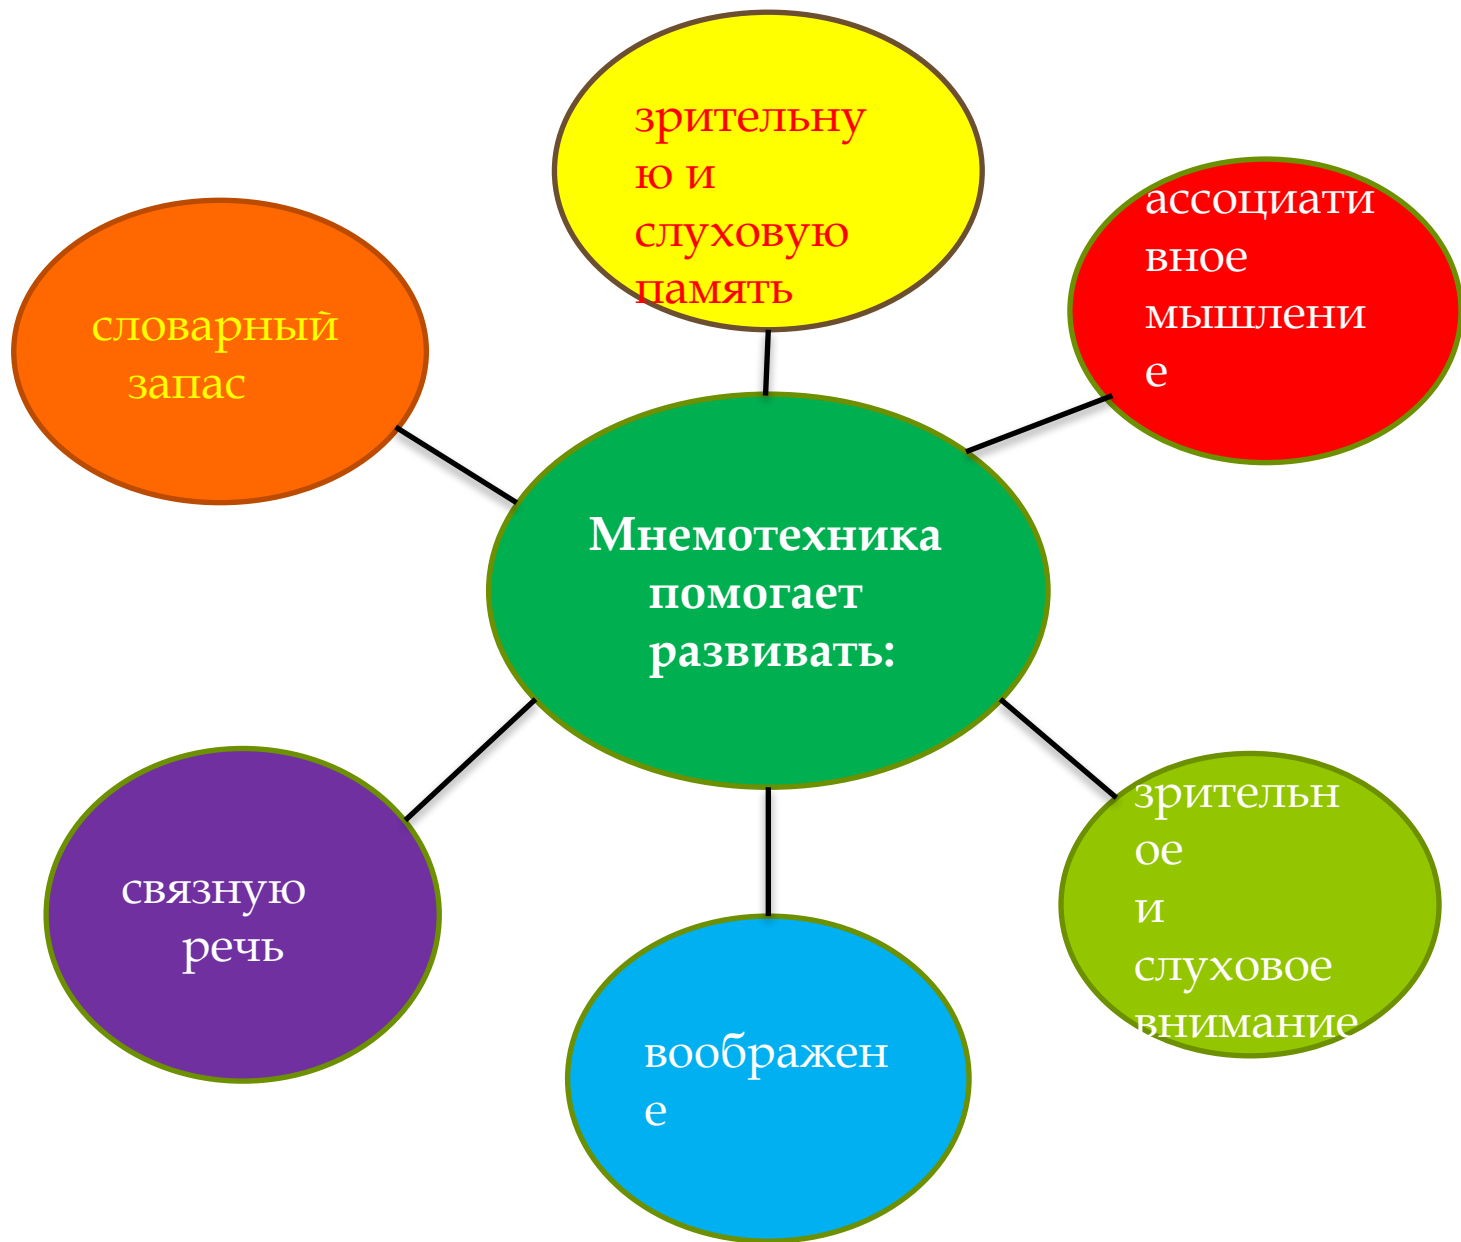 зрительну
ю и
слуховую
память
ассоциати
вное
мышлени
е
словарный
запас
Мнемотехника
помогает
развивать:
зрительн
ое
и
слуховое
внимание
связную
речь
воображен
е